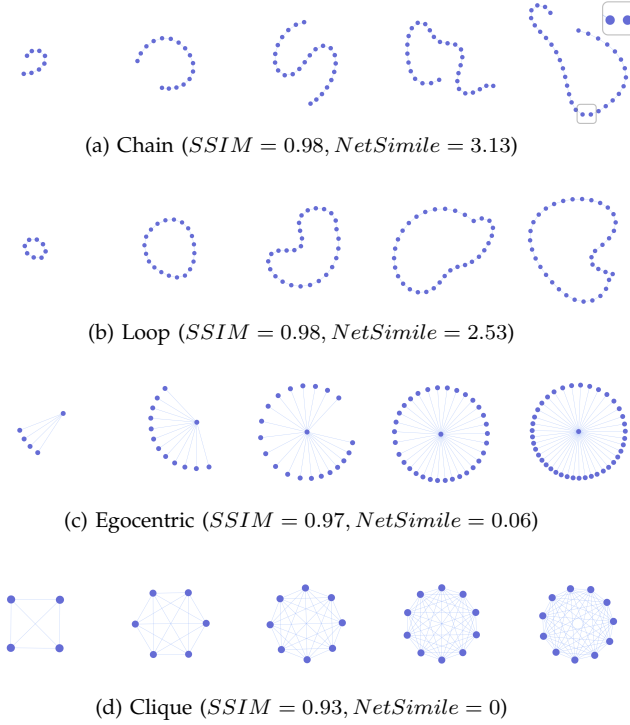 (a) Chain (SSIM = 0.98, NetSimile = 3.13)
(b) Loop (SSIM = 0.98, NetSimile = 2.53)
(c) Egocentric (SSIM = 0.97, NetSimile = 0.06)
(d) Clique (SSIM = 0.93, NetSimile = 0)